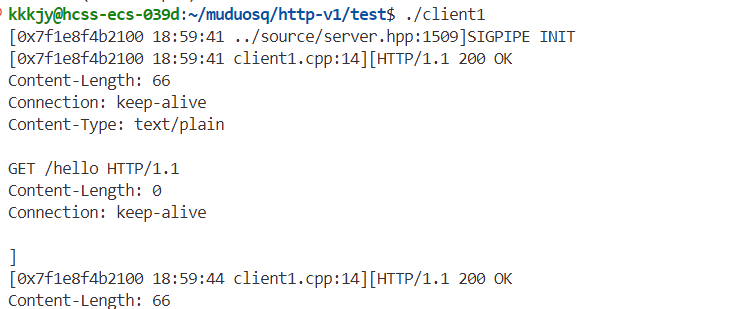 kkkjy@hcss-ecs-039d:~/muduosq/http-v1/test$ ./client1
[0x7f1e8f4b2100 18:59:41 ../source/server.hpp:1509]SIGPIPE INIT
[0x7f1e8f4b2100 18:59:41 client1.cpp:14][HTTP/1.1 200 OK
Content-Length: 66
Connection: keep-alive
Content-Type: text/plain

GET /hello HTTP/1.1
Content-Length: 0
Connection: keep-alive

]
[0x7f1e8f4b2100 18:59:44 client1.cpp:14][HTTP/1.1 200 OK
Content-Length: 66